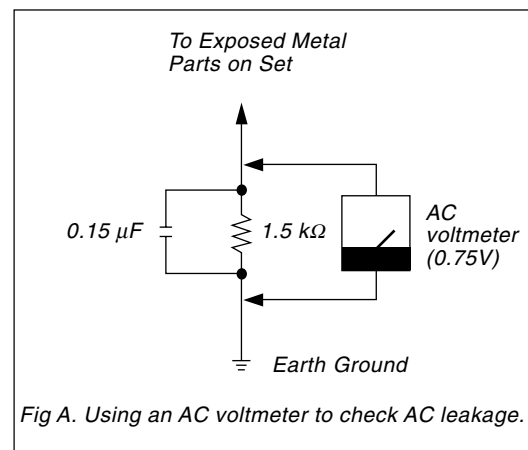 To Exposed Metal
Parts on Set
0.15 μF
1.5 kΩ
AC
voltmeter
(0.75V)
Earth Ground
Fig A. Using an AC voltmeter to check AC leakage.